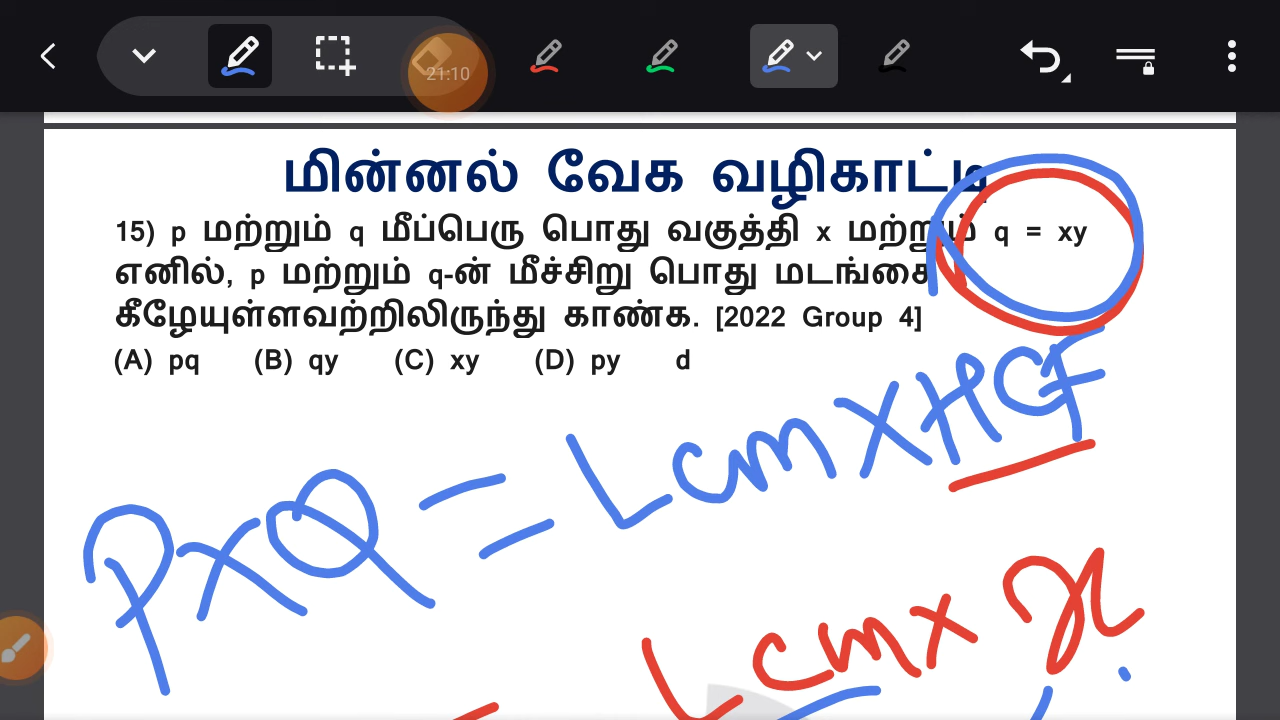 21:10
மின்னல் வேக வழிகாட்டி
15) p மற்றும் q மீப்பெரு பொது வகுத்தி x மற்றும் q = xy
எனில், p மற்றும் q-ன் மீச்சிறு பொது மடங்கை
கீழேயுள்ளவற்றிலிருந்து காண்க. [2022 Group 4]
(A) pq (B) qy (C) xy (D) py d
PXQ = LcmXHCF
Lcm x x